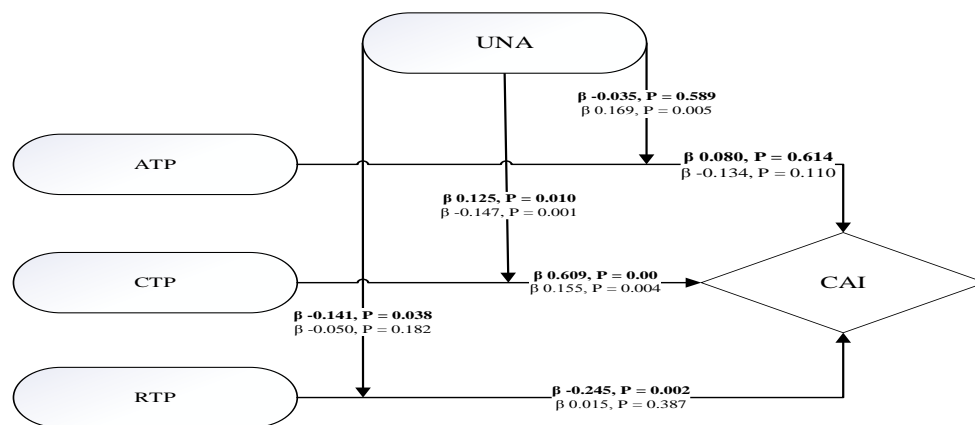 UNA
β -0.035, P = 0.589
β 0.169, P = 0.005
ATP
β 0.080, P = 0.614
β -0.134, P = 0.110
β 0.125, P = 0.010
β -0.147, P = 0.001
CTP
β 0.609, P = 0.00
β 0.155, P = 0.004
CAI
β -0.141, P = 0.038
β -0.050, P = 0.182
RTP
β -0.245, P = 0.002
β 0.015, P = 0.387